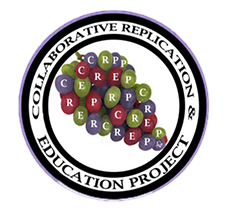 COLLABORATIVE REPLICATION &
EDUCATION PROJECT
C R P P
C E R E P
R E P R P C
E R C R E R E
P C R E P